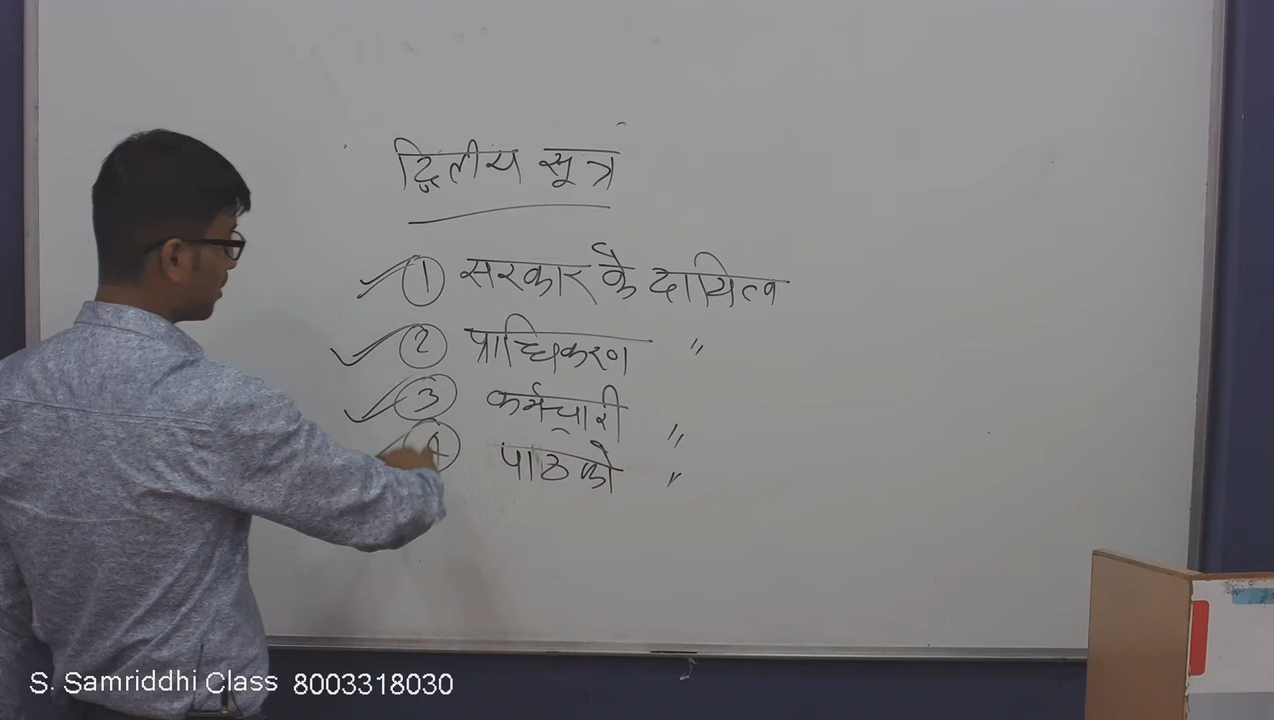 द्वितीय सूत्र
① सरकार के दायित्व
② प्राधिकरण "
③ कर्मचारी "
④ पाठको "
S. Samriddhi Class 8003318030